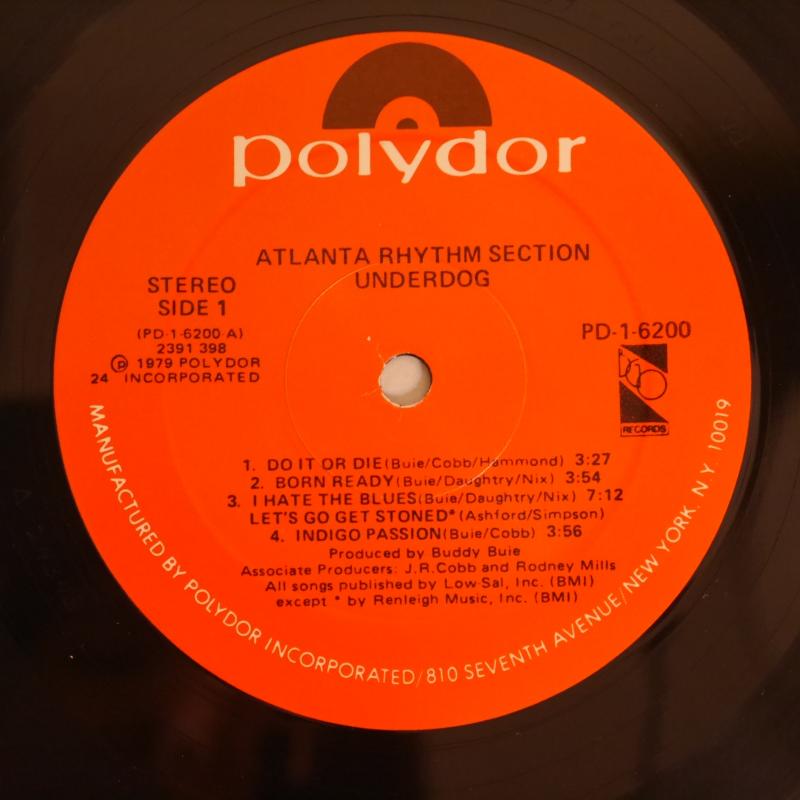 polydor
ATLANTA RHYTHM SECTION
UNDERDOG
STEREO
SIDE 1
(PD-1-6200-A)
2391 398
℗ 1979 POLYDOR
24 INCORPORATED
PD-1-6200
RECORDS
1. DO IT OR DIE (Buie/Cobb/Hammond) 3:27
2. BORN READY (Buie/Daughtry/Nix) 3:54
3. I HATE THE BLUES (Buie/Daughtry/Nix) 7:12
LET'S GO GET STONED* (Ashford/Simpson)
4. INDIGO PASSION (Buie/Cobb) 3:56
Produced by Buddy Buie
Associate Producers: J.R. Cobb and Rodney Mills
All songs published by Low-Sal, Inc. (BMI)
except * by Renleigh Music, Inc. (BMI)
MANUFACTURED BY POLYDOR INCORPORATED/810 SEVENTH AVENUE/NEW YORK, N.Y. 10019